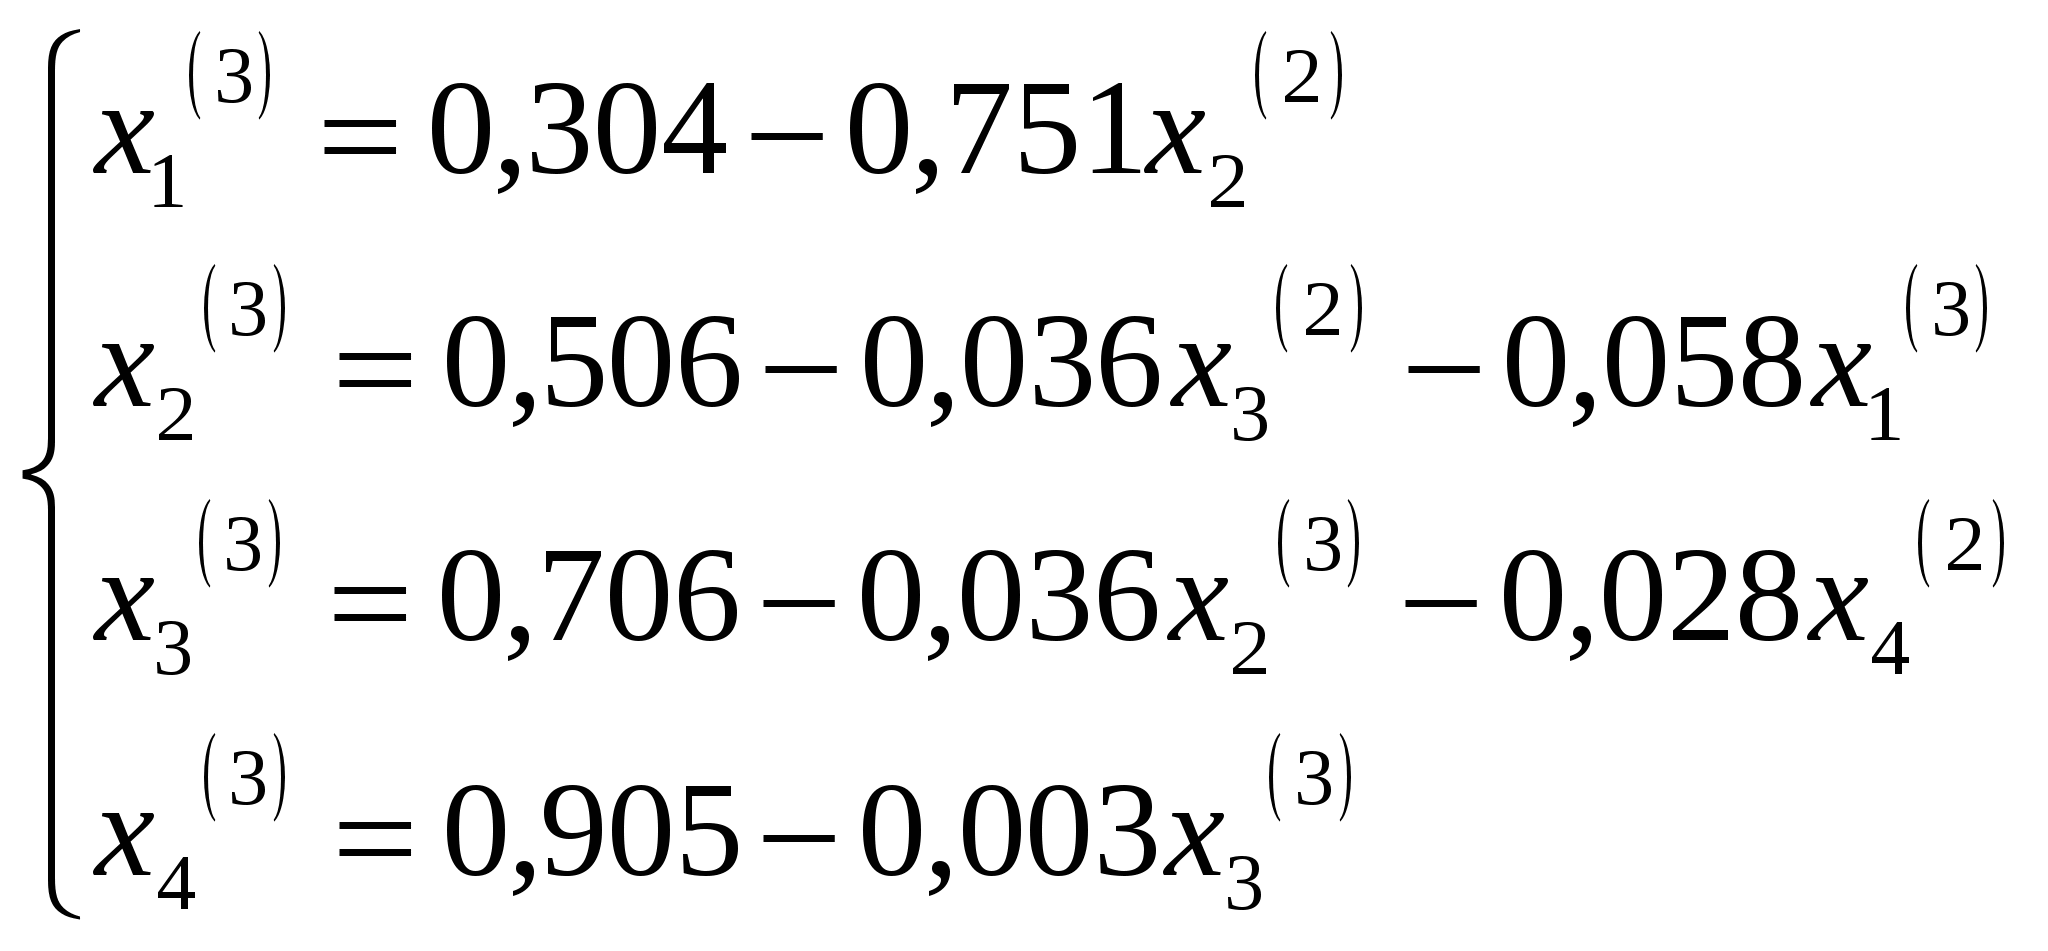 x₁⁽³⁾ = 0,304 − 0,751x₂⁽²⁾
x₂⁽³⁾ = 0,506 − 0,036x₃⁽²⁾ − 0,058x₁⁽³⁾
x₃⁽³⁾ = 0,706 − 0,036x₂⁽³⁾ − 0,028x₄⁽²⁾
x₄⁽³⁾ = 0,905 − 0,003x₃⁽³⁾